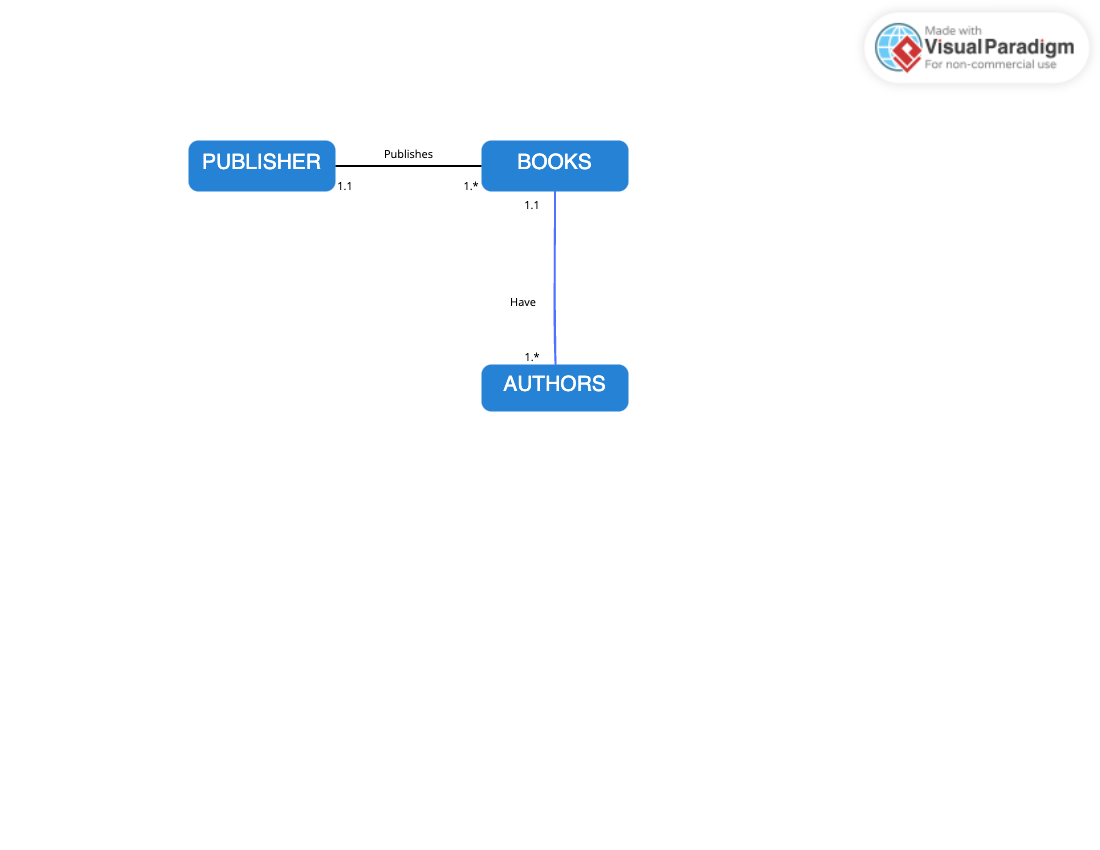 Made with
Visual Paradigm
For non-commercial use
Publishes
PUBLISHER
BOOKS
1.1
1.*
1.1
Have
1.*
AUTHORS